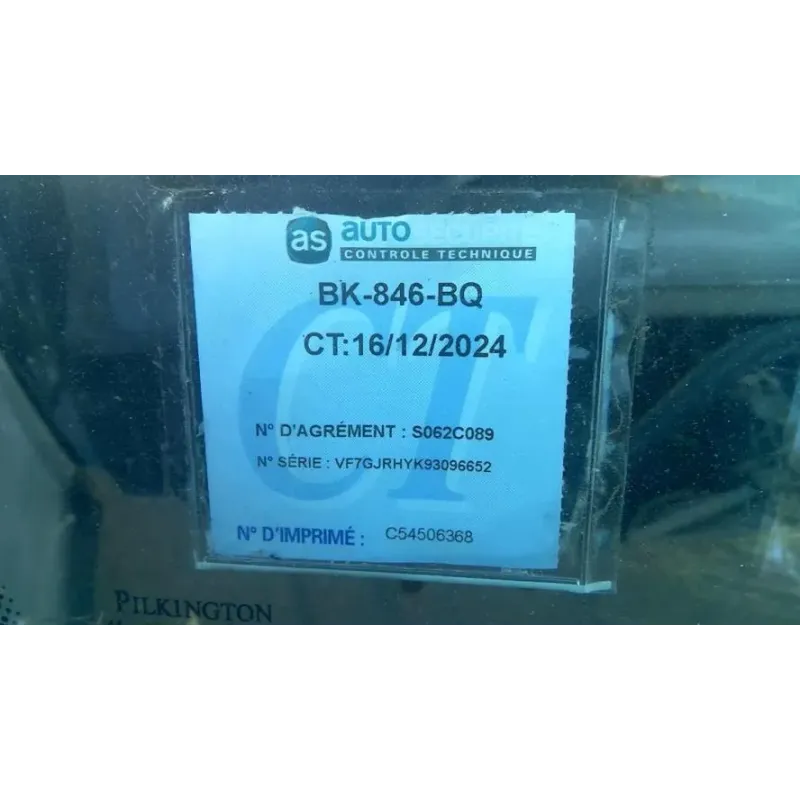 as AUTO SECURITE
CONTROLE TECHNIQUE
BK-846-BQ
CT:16/12/2024
CT
N° D'AGRÉMENT : S062C089
N° SÉRIE : VF7GJRHYK93096652
N° D'IMPRIMÉ : C54506368
PILKINGTON